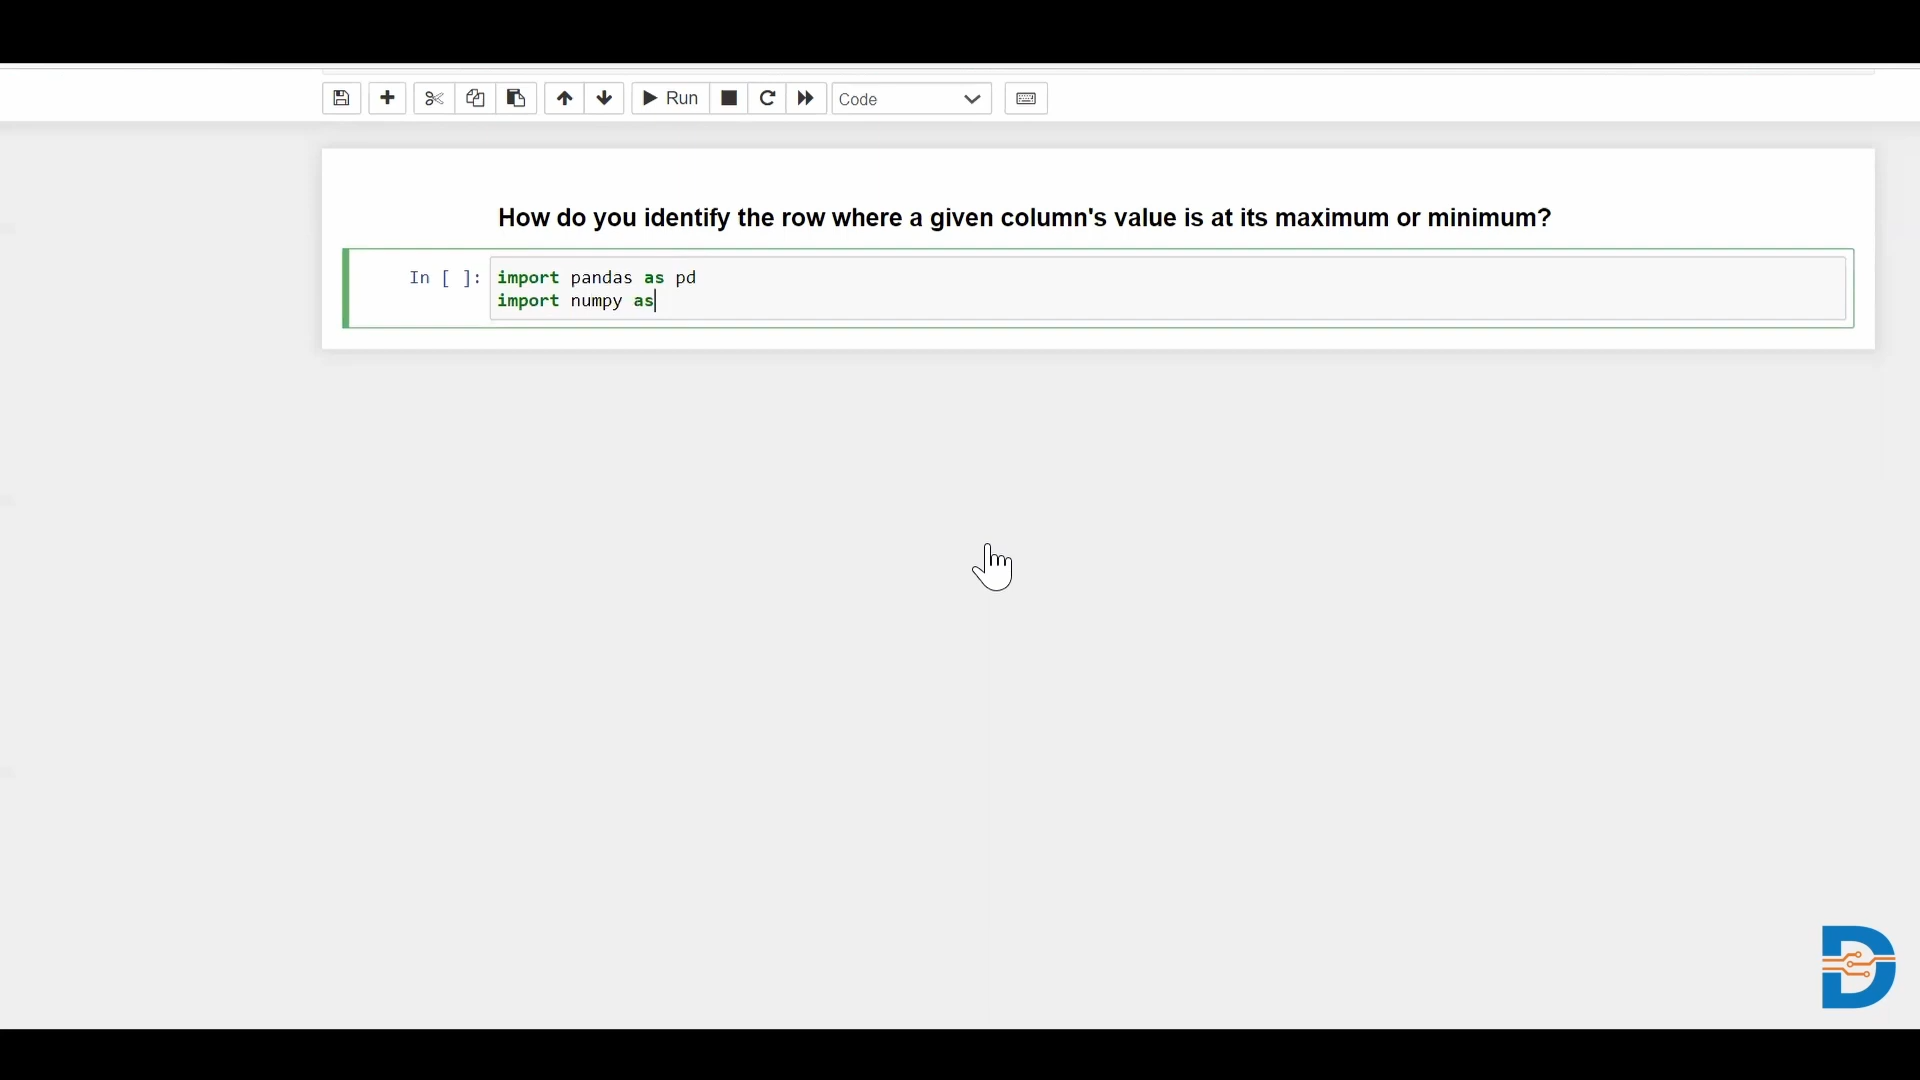 Run
Code
How do you identify the row where a given column's value is at its maximum or minimum?
In [ ]:
import pandas as pd
import numpy as